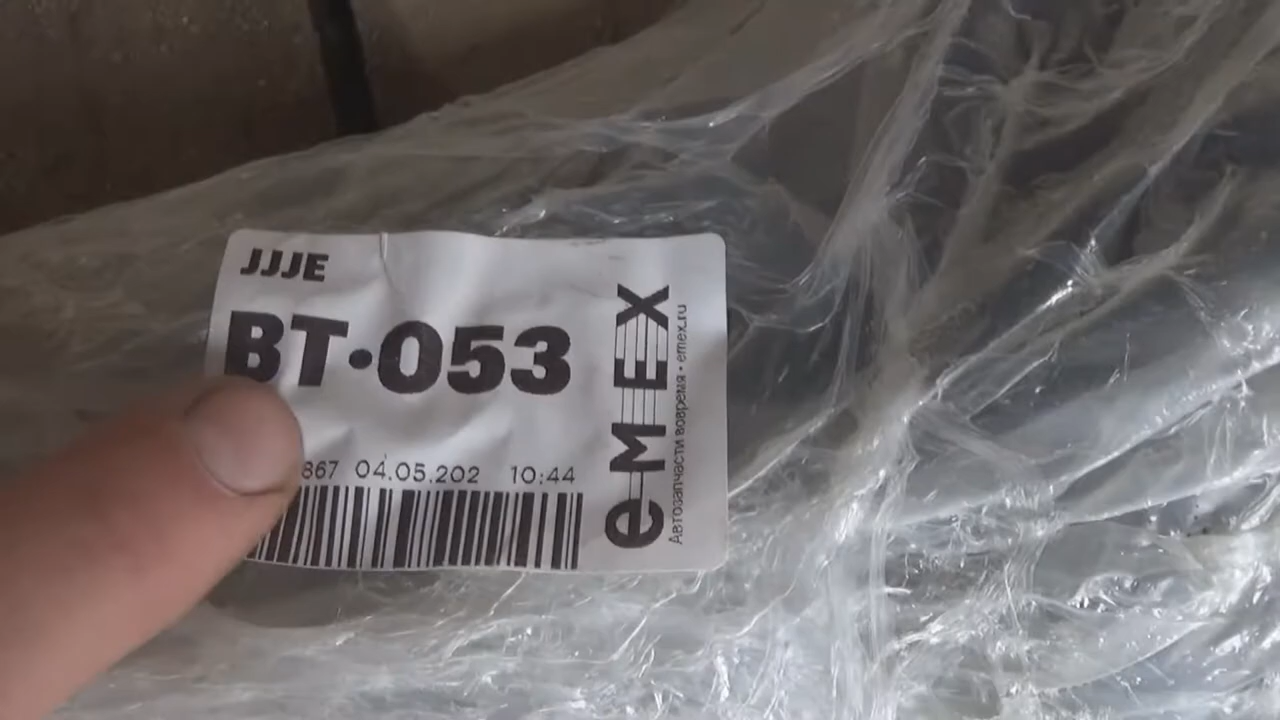 JJJE
BT·053
867 04.05.202 10:44
e-MEX
Автозапчасти вовремя • emex.ru